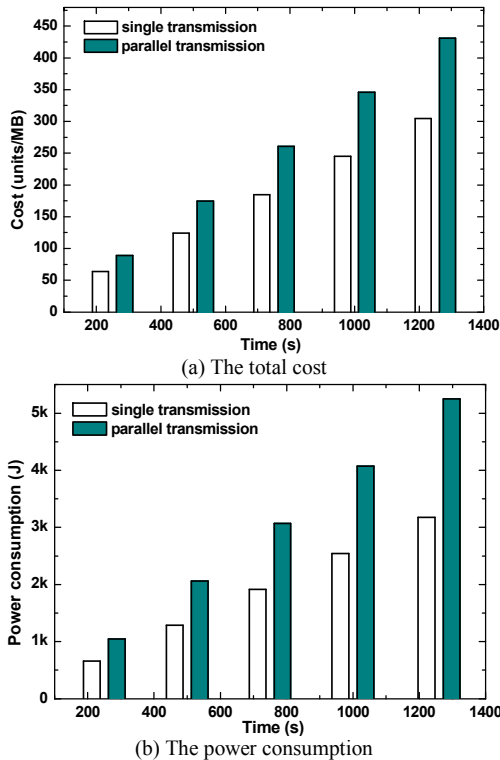 single transmission
parallel transmission
450
400
350
300
250
200
150
100
50
0
Cost (units/MB)
200 400 600 800 1000 1200 1400
Time (s)
(a) The total cost
single transmission
parallel transmission
5k
4k
3k
2k
1k
0
Power consumption (J)
200 400 600 800 1000 1200 1400
Time (s)
(b) The power consumption